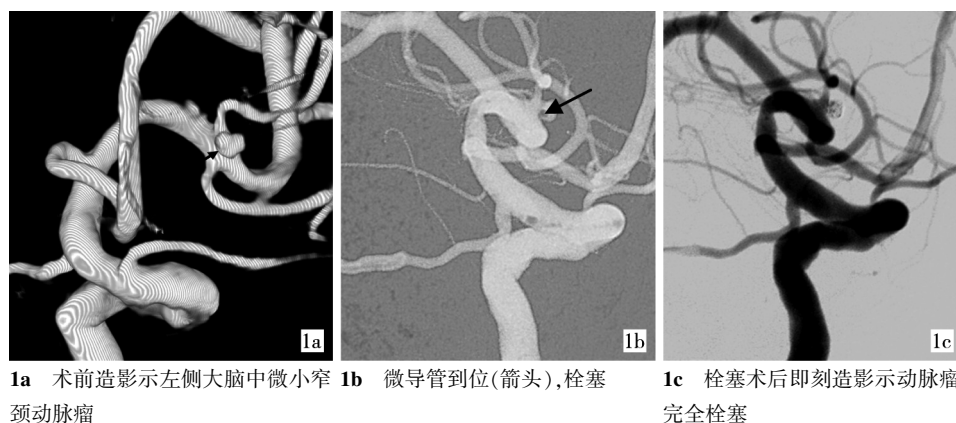 1a
1b
1c
1a 术前造影示左侧大脑中微小窄颈动脉瘤
1b 微导管到位(箭头),栓塞
1c 栓塞术后即刻造影示动脉瘤完全栓塞